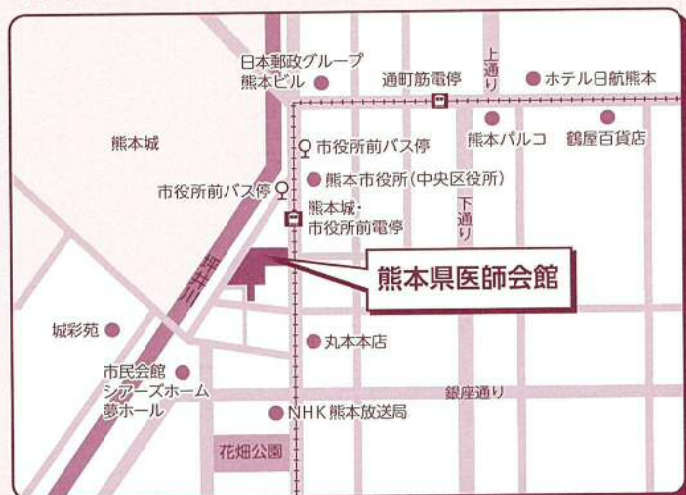 日本郵政グループ
熊本ビル
通町筋電停
上通り
ホテル日航熊本
熊本城
市役所前バス停
熊本パルコ
鶴屋百貨店
市役所前バス停
熊本市役所(中央区役所)
熊本城・
市役所前電停
下通り
坪井川
熊本県医師会館
城彩苑
丸本本店
市民会館
シアーズホーム
夢ホール
銀座通り
NHK熊本放送局
花畑公園